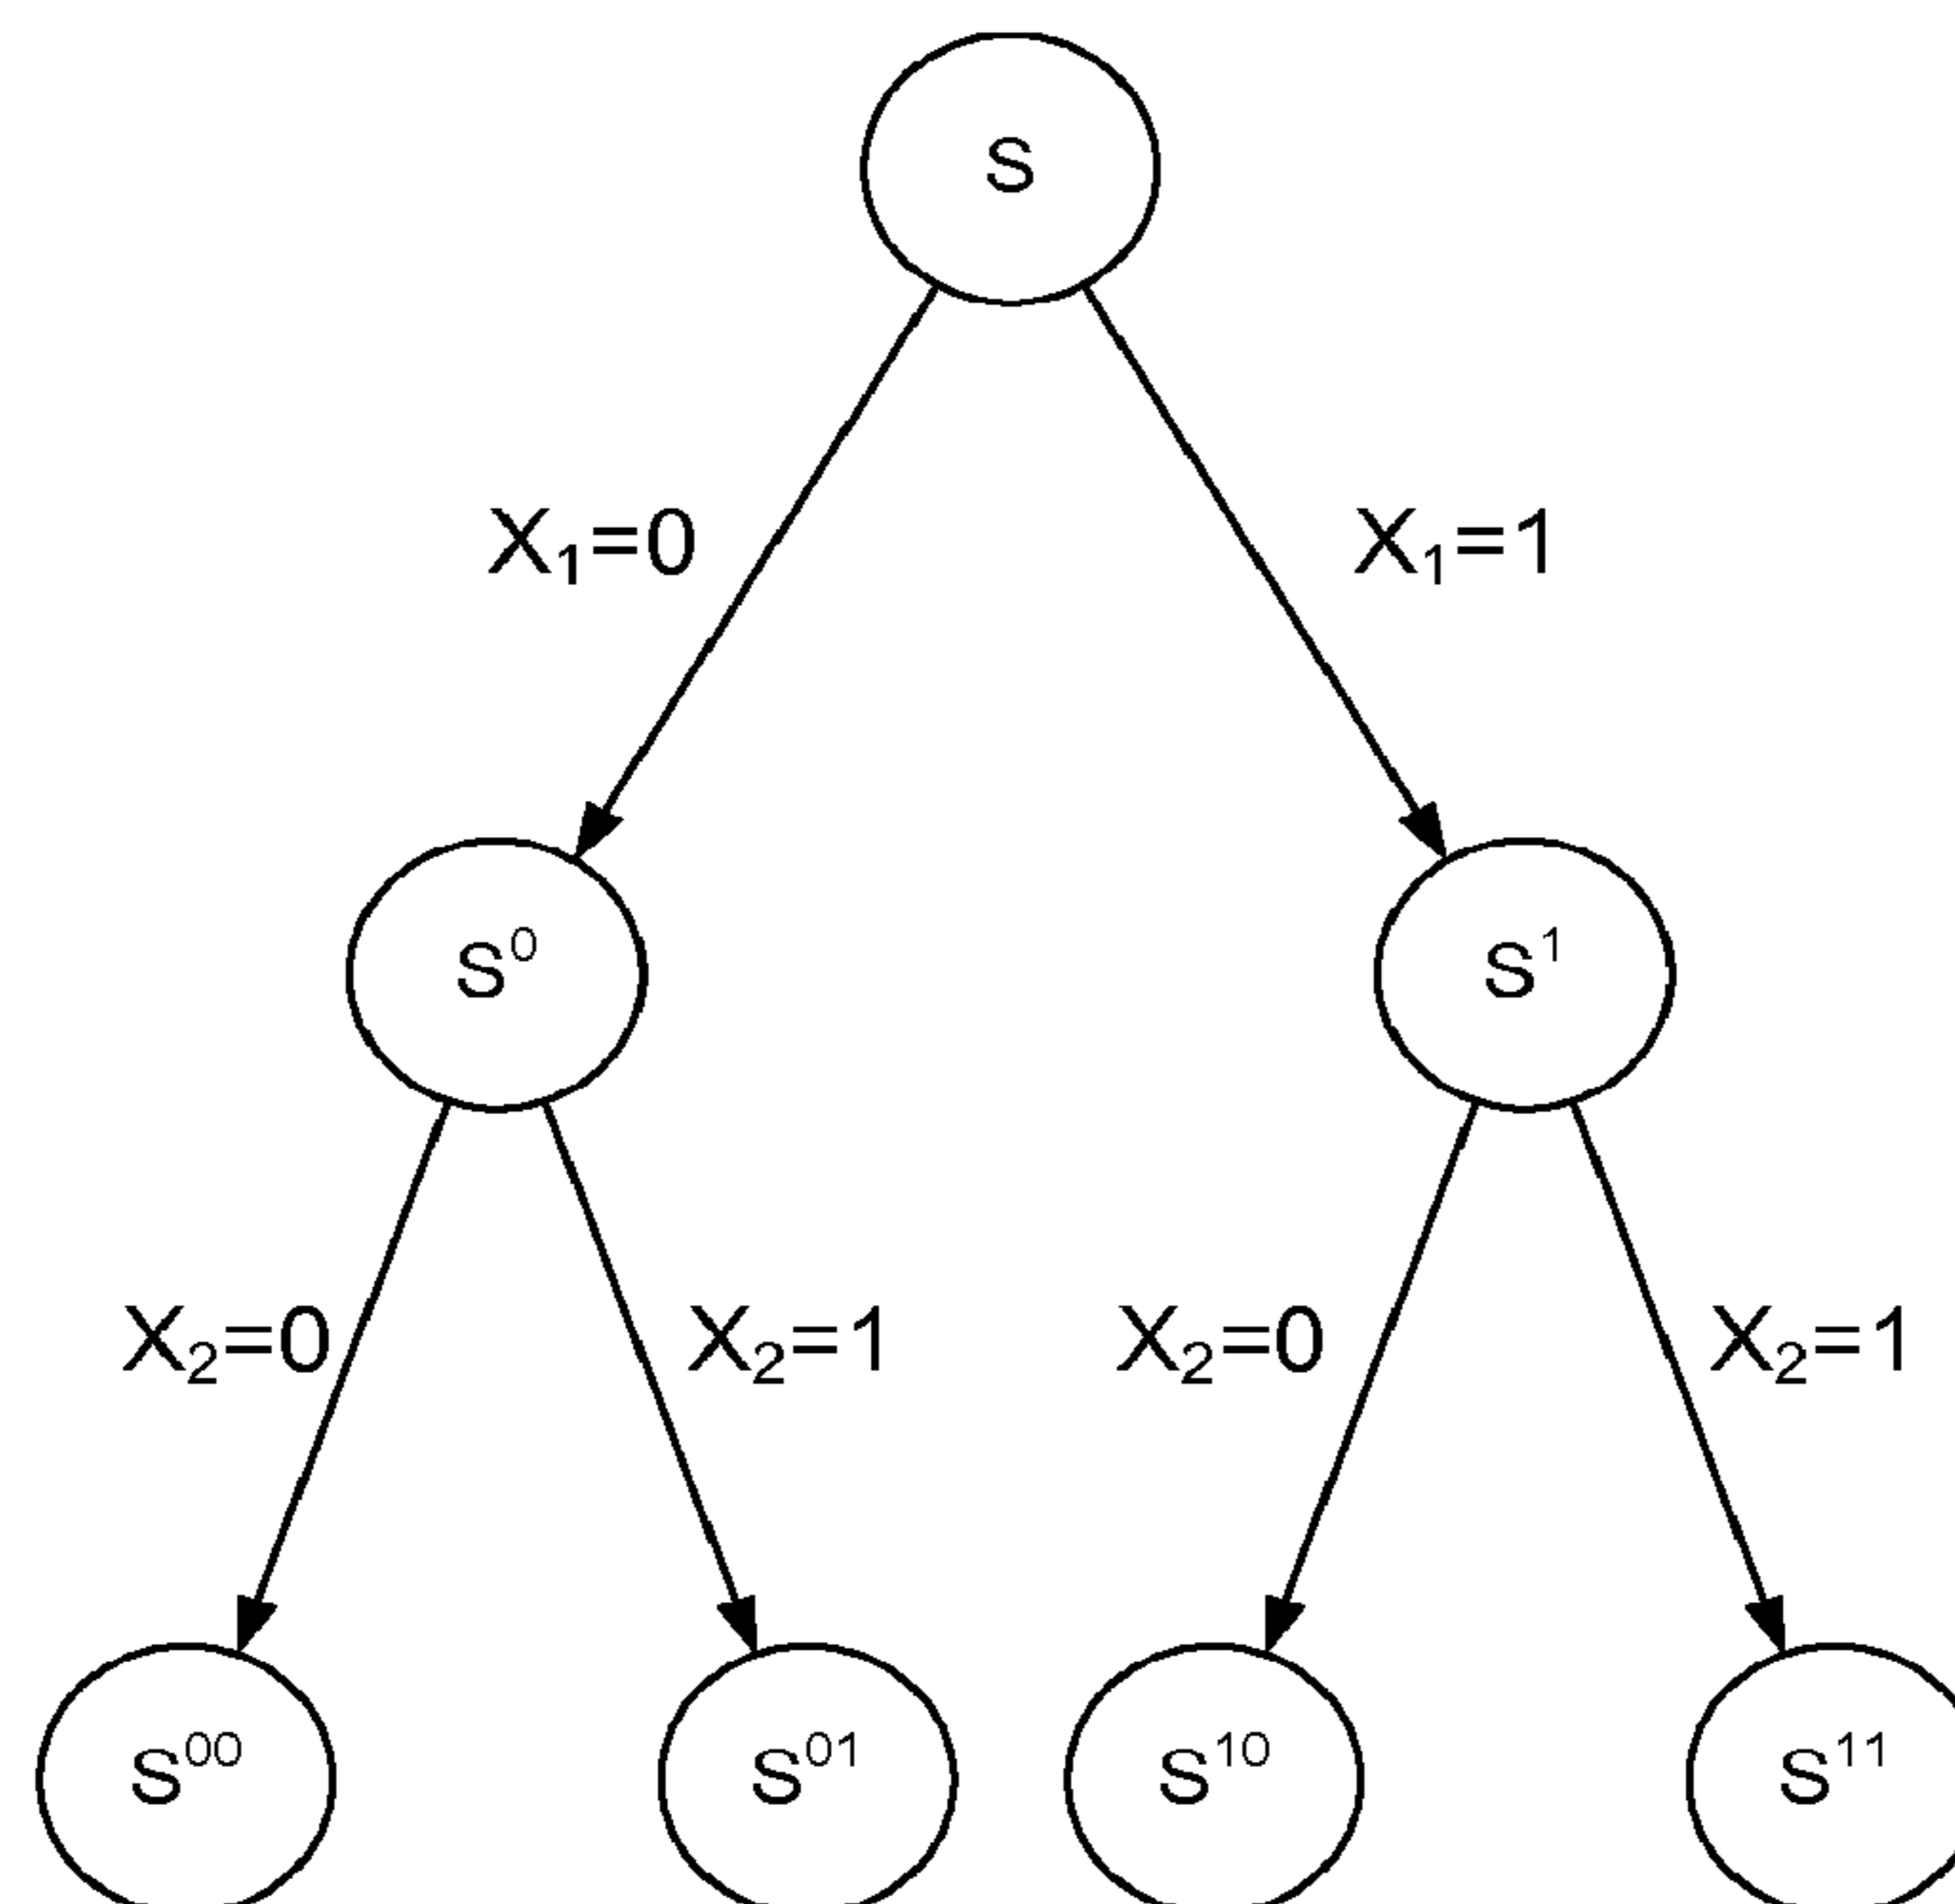 S
X₁=0 X₁=1
S⁰ S¹
X₂=0 X₂=1 X₂=0 X₂=1
S⁰⁰ S⁰¹ S¹⁰ S¹¹